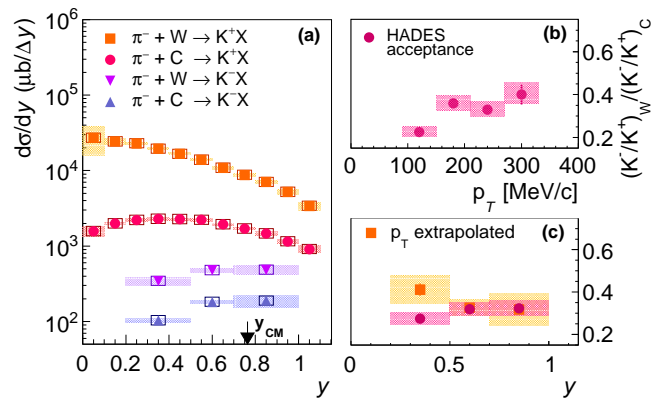 dσ/dy (μb/Δy)
10⁶
10⁵
10⁴
10³
10²
(a)
π⁻ + W → K⁺X
π⁻ + C → K⁺X
π⁻ + W → K⁻X
π⁻ + C → K⁻X
y_CM
0 0.2 0.4 0.6 0.8 1
y
(b)
HADES
acceptance
0.6
0.4
0.2
0 100 200 300 400
p_T [MeV/c]
(K⁻/K⁺)_W/(K⁻/K⁺)_C
p_T extrapolated (c)
0.6
0.4
0.2
0 0.5 1
y